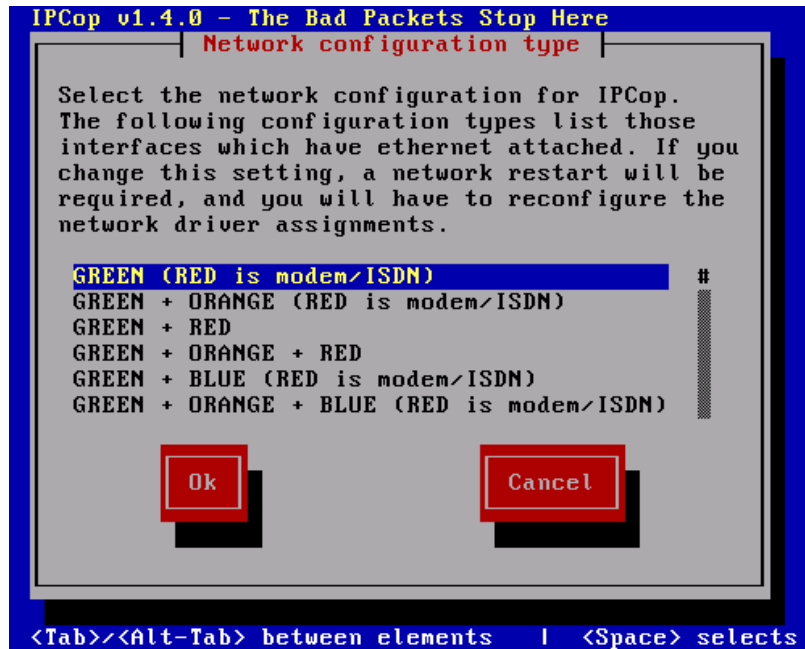 IPCop v1.4.0 - The Bad Packets Stop Here
Network configuration type
Select the network configuration for IPCop.
The following configuration types list those
interfaces which have ethernet attached. If you
change this setting, a network restart will be
required, and you will have to reconfigure the
network driver assignments.
GREEN (RED is modem/ISDN) #
GREEN + ORANGE (RED is modem/ISDN)
GREEN + RED
GREEN + ORANGE + RED
GREEN + BLUE (RED is modem/ISDN)
GREEN + ORANGE + BLUE (RED is modem/ISDN)
Ok Cancel
<Tab>/<Alt-Tab> between elements | <Space> selects